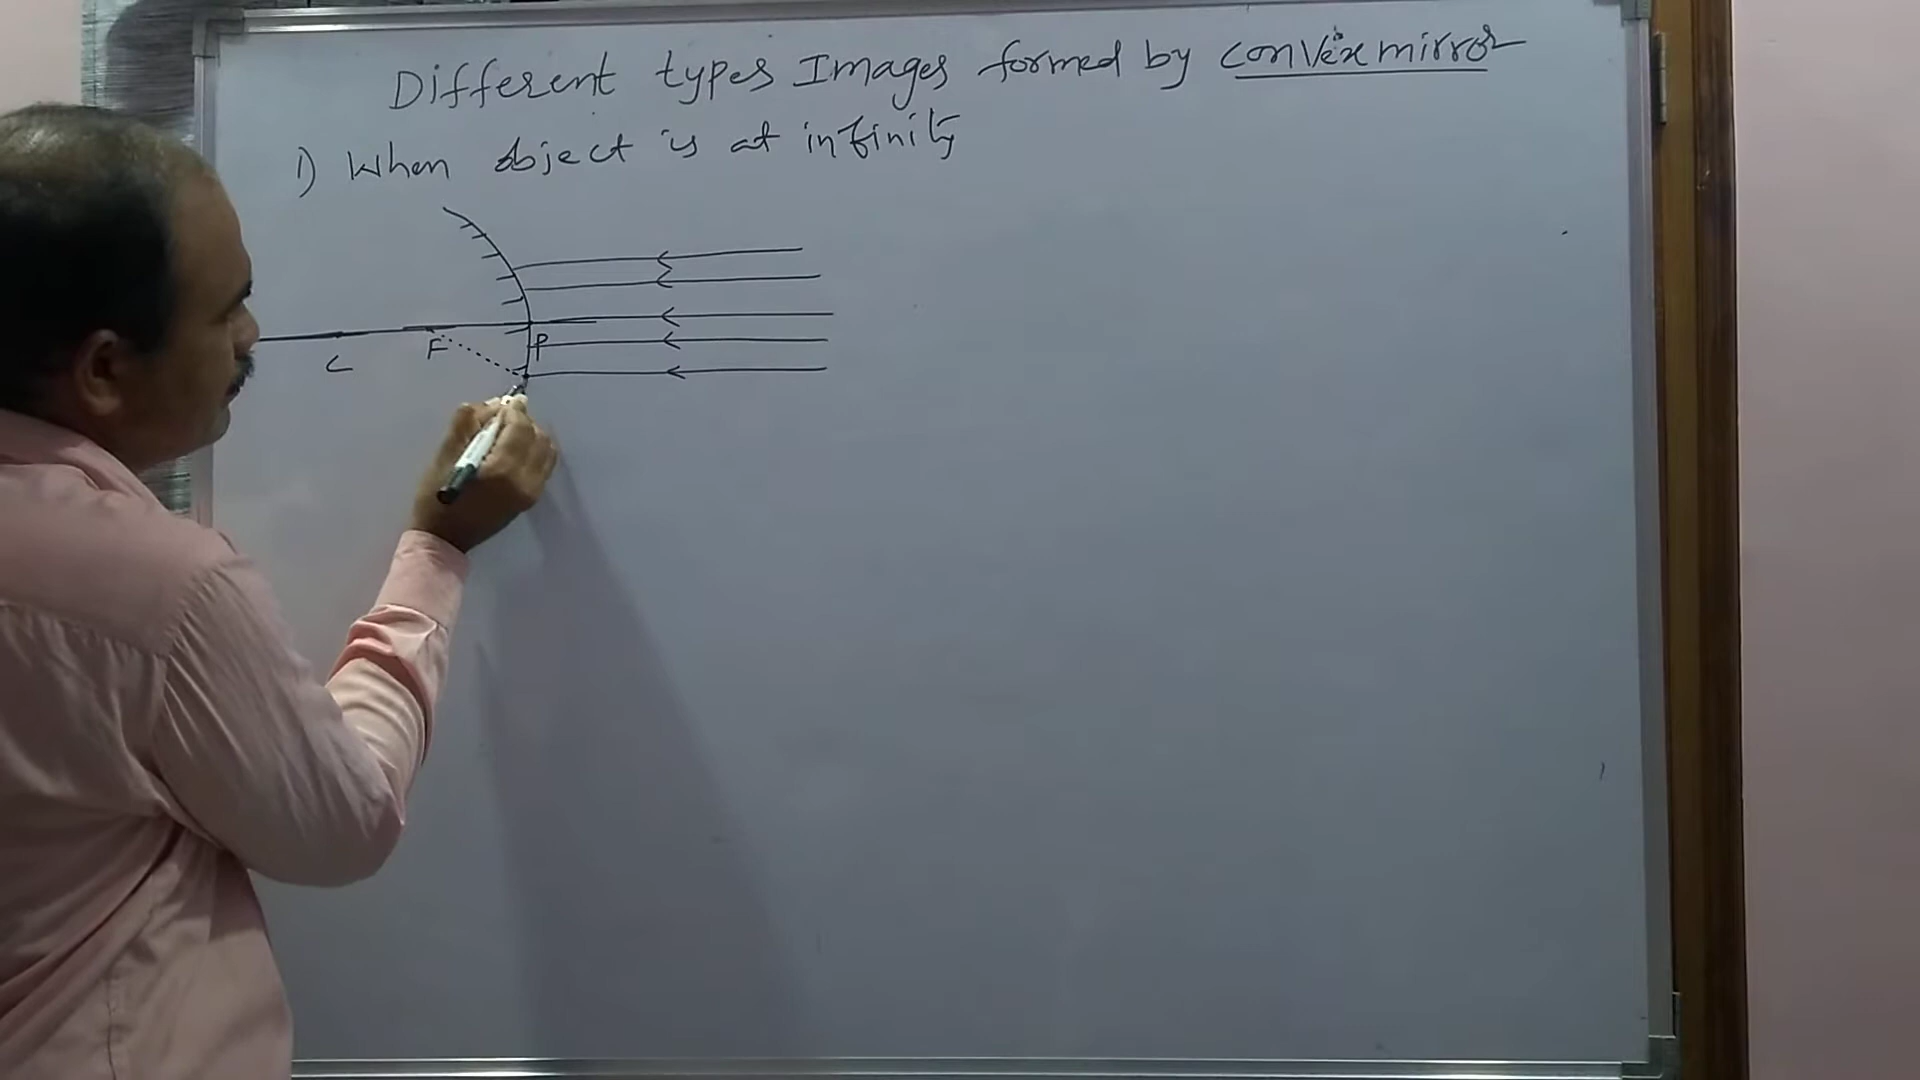 Different types Images formed by convex mirror
1) When object is at infinity
C F P